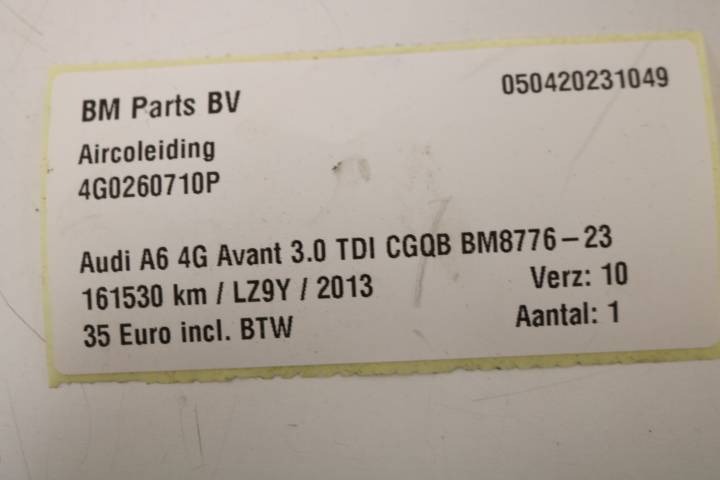 BM Parts BV 050420231049
Aircoleiding
4G0260710P
Audi A6 4G Avant 3.0 TDI CGQB BM8776-23
161530 km / LZ9Y / 2013 Verz: 10
35 Euro incl. BTW Aantal: 1